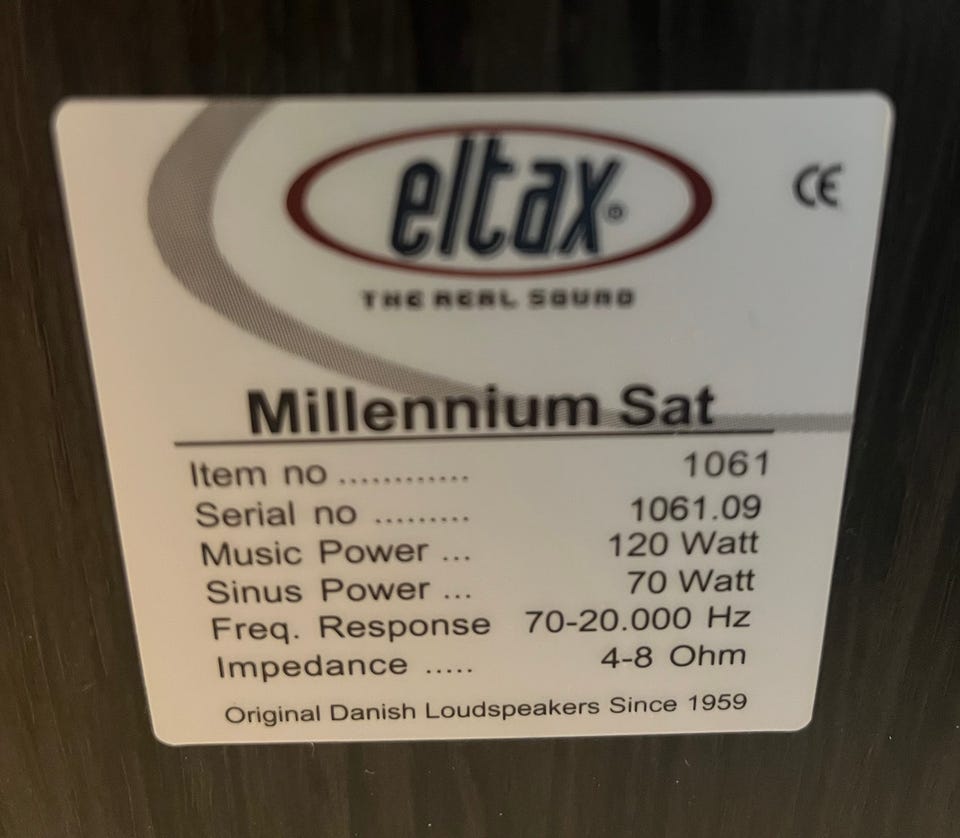 eltax®
CE
THE REAL SOUND
Millennium Sat
Item no ............ 1061
Serial no ......... 1061.09
Music Power ... 120 Watt
Sinus Power ... 70 Watt
Freq. Response 70-20.000 Hz
Impedance ..... 4-8 Ohm
Original Danish Loudspeakers Since 1959